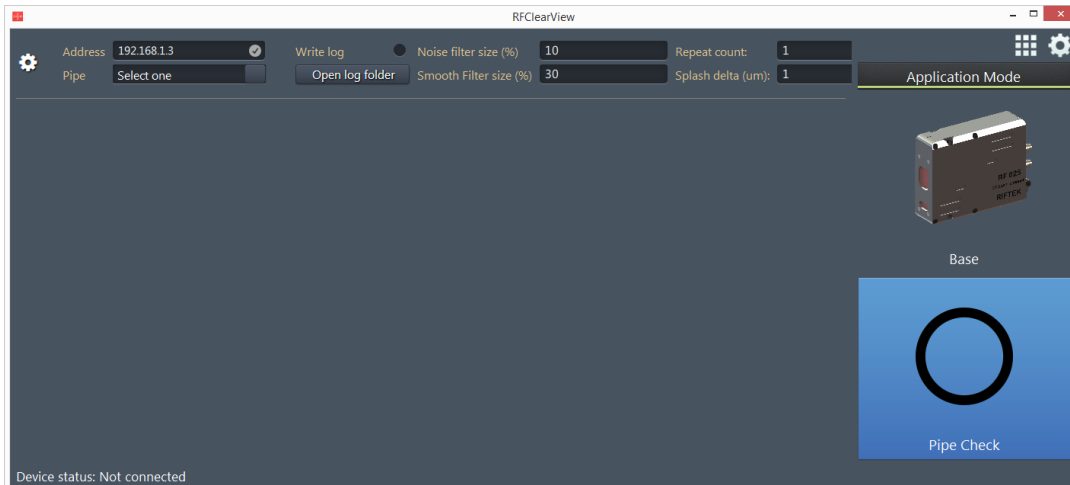 RFClearView
Address 192.168.1.3 Write log Noise filter size (%) 10 Repeat count: 1
Pipe Select one Open log folder Smooth Filter size (%) 30 Splash delta (um): 1
Application Mode
RF 625
RIFTEK
Base
Pipe Check
Device status: Not connected